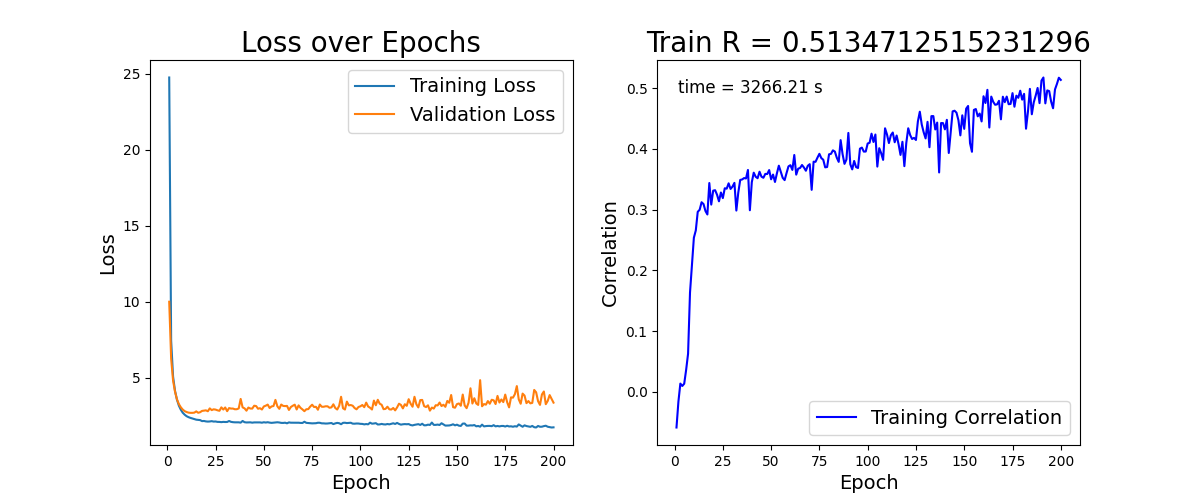 Loss over Epochs
Training Loss
Validation Loss
25
20
15
10
5
Loss
0
25
50
75
100
125
150
175
200
Epoch
Train R = 0.5134712515231296
time = 3266.21 s
0.5
0.4
0.3
0.2
0.1
0.0
Correlation
Training Correlation
0
25
50
75
100
125
150
175
200
Epoch